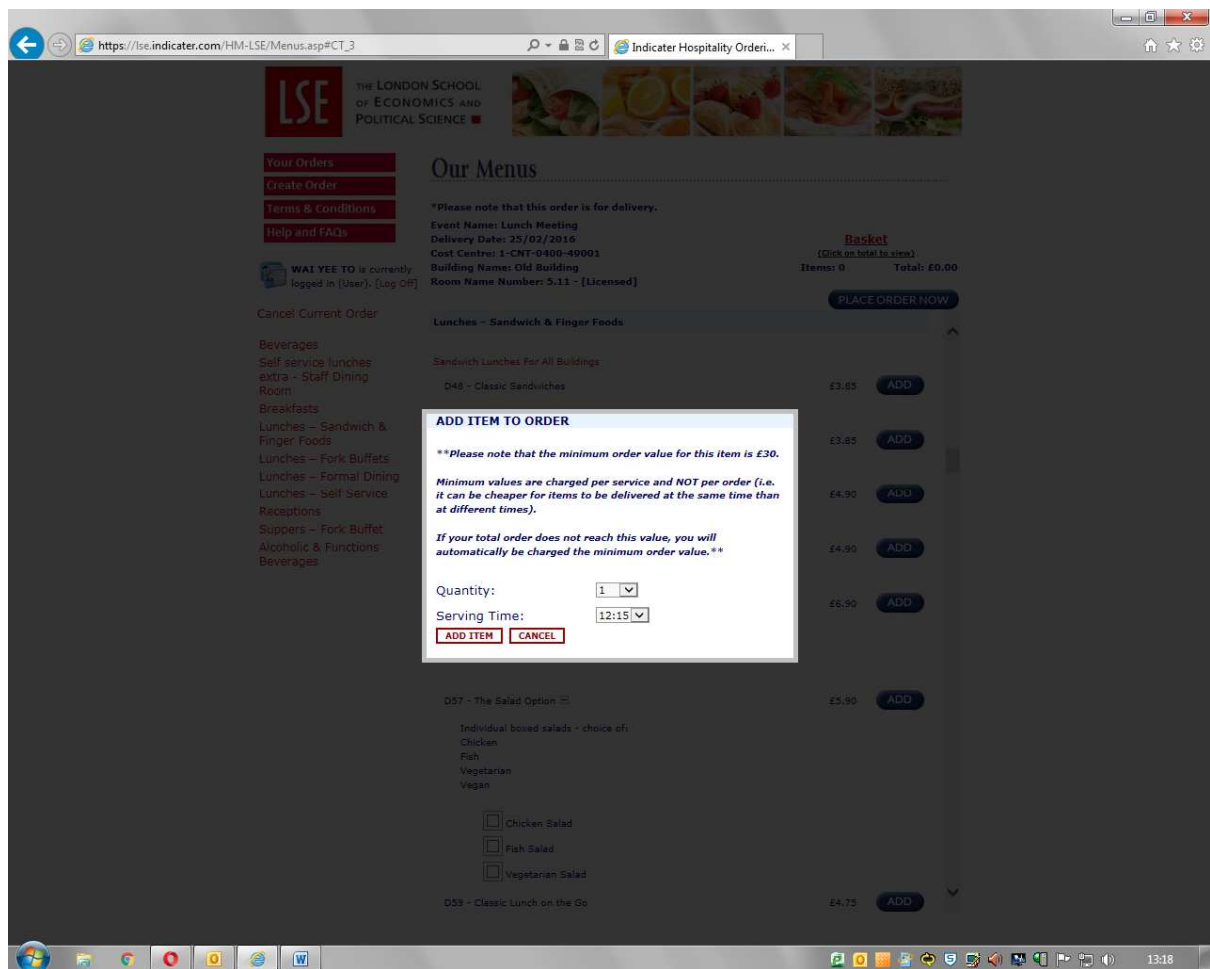 https://lse.indicater.com/HM-LSE/Menus.asp#CT_3
Indicater Hospitality Orderi...
LSE
THE LONDON SCHOOL
OF ECONOMICS AND
POLITICAL SCIENCE
Your Orders
Create Order
Terms & Conditions
Help and FAQs
WAI YEE TO is currently
logged in (User). [Log Off]
Cancel Current Order
Beverages
Self service lunches
extra - Staff Dining
Room
Breakfasts
Lunches – Sandwich &
Finger Foods
Lunches – Fork Buffets
Lunches – Formal Dining
Lunches – Self Service
Receptions
Suppers – Fork Buffet
Alcoholic & Functions
Beverages
Our Menus
*Please note that this order is for delivery.
Event Name: Lunch Meeting
Delivery Date: 25/02/2016
Cost Centre: 1-CNT-0400-49001
Building Name: Old Building
Room Name Number: 5.11 - [Licensed]
Basket
(Click on total to view)
Items: 0 Total: £0.00
PLACE ORDER NOW
Lunches – Sandwich & Finger Foods
Sandwich Lunches For All Buildings
D48 - Classic Sandwiches £3.85 ADD
£3.85 ADD
£4.90 ADD
£4.90 ADD
£6.90 ADD
ADD ITEM TO ORDER
**Please note that the minimum order value for this item is £30.
Minimum values are charged per service and NOT per order (i.e.
it can be cheaper for items to be delivered at the same time than
at different times).
If your total order does not reach this value, you will
automatically be charged the minimum order value.**
Quantity: 1
Serving Time: 12:15
ADD ITEM CANCEL
D57 - The Salad Option £5.90 ADD
Individual boxed salads - choice of:
Chicken
Fish
Vegetarian
Vegan
Chicken Salad
Fish Salad
Vegetarian Salad
D59 - Classic Lunch on the Go £4.75 ADD
13:18